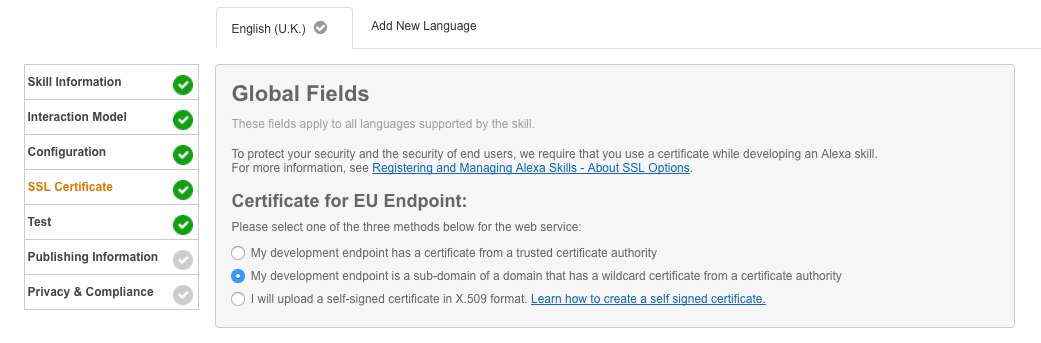 English (U.K.)
Add New Language
Skill Information
Interaction Model
Configuration
SSL Certificate
Test
Publishing Information
Privacy & Compliance
Global Fields
These fields apply to all languages supported by the skill.
To protect your security and the security of end users, we require that you use a certificate while developing an Alexa skill.
For more information, see Registering and Managing Alexa Skills - About SSL Options.
Certificate for EU Endpoint:
Please select one of the three methods below for the web service:
My development endpoint has a certificate from a trusted certificate authority
My development endpoint is a sub-domain of a domain that has a wildcard certificate from a certificate authority
I will upload a self-signed certificate in X.509 format. Learn how to create a self signed certificate.